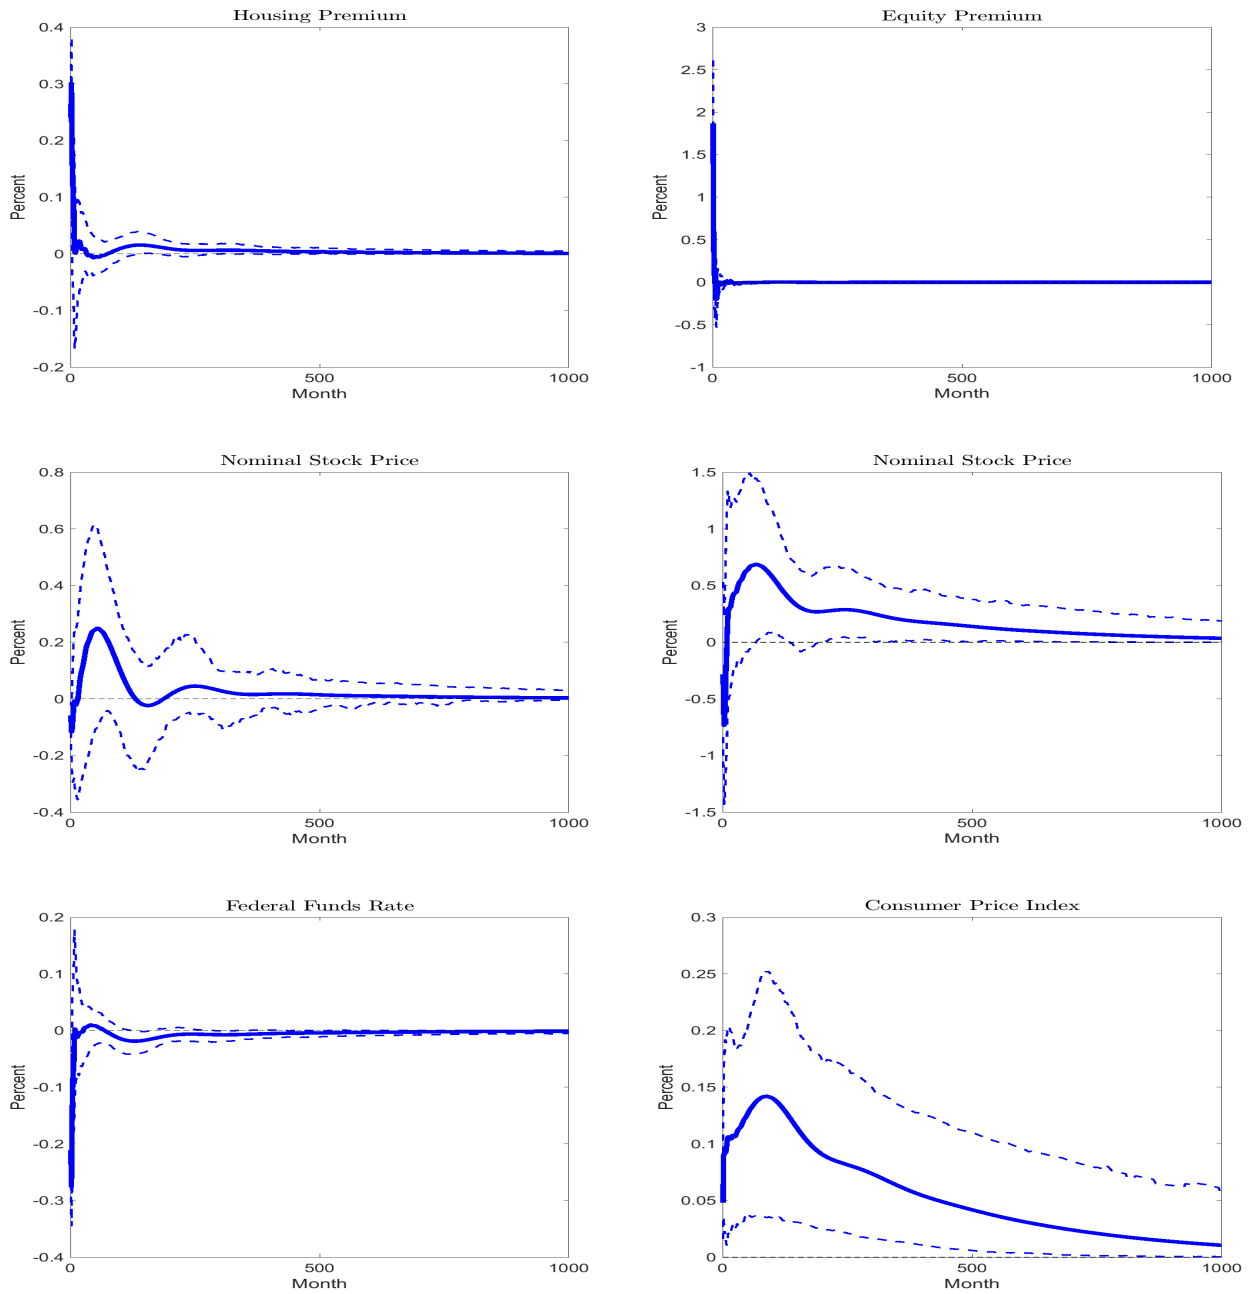 Housing Premium
0.4
0.3
0.2
0.1
0
-0.1
-0.2
Percent
0 500 1000
Month
Equity Premium
3
2.5
2
1.5
1
0.5
0
-0.5
-1
Percent
0 500 1000
Month
Nominal Stock Price
0.8
0.6
0.4
0.2
0
-0.2
-0.4
Percent
0 500 1000
Month
Nominal Stock Price
1.5
1
0.5
0
-0.5
-1
-1.5
Percent
0 500 1000
Month
Federal Funds Rate
0.2
0.1
0
-0.1
-0.2
-0.3
-0.4
Percent
0 500 1000
Month
Consumer Price Index
0.3
0.25
0.2
0.15
0.1
0.05
0
Percent
0 500 1000
Month